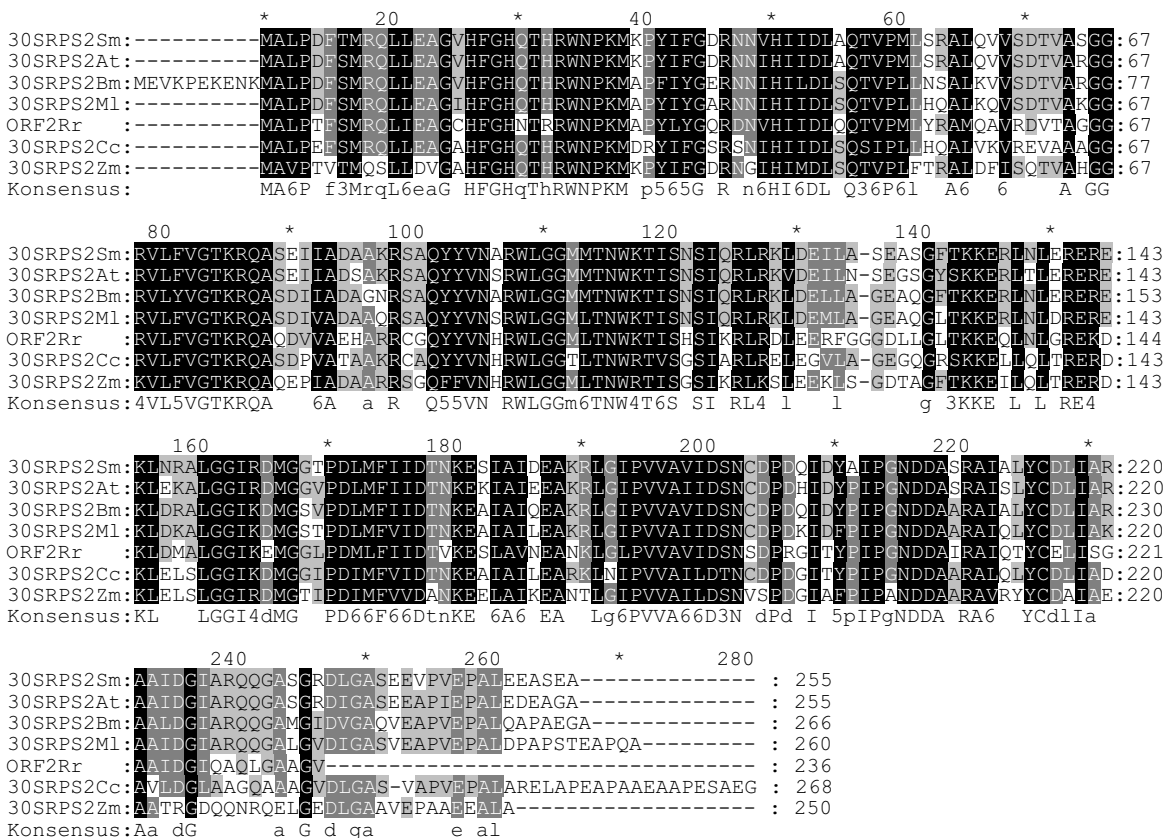 * 20 * 40 * 60 *
30SRPS2Sm:----------MALPDFTMRQLLEAGVHFGHQTHRWNPKMKPYIFGDRNNVHIIDLAQTVPMLSRALQVVSDTVASGG:67
30SRPS2At:----------MALPDFSMRQLLEAGVHFGHQTHRWNPKMKPYIFGDRNNIHIIDLAQTVPMLSRALQVVSDTVARGG:67
30SRPS2Bm:MEVKPEKENKMALPDFSMRQLLEAGVHFGHQTHRWNPKMAPFIYGERNNIHILDLSQTVPLLNSALKVVSDTVARGG:77
30SRPS2Ml:----------MALPDFSMRQLLEAGIHFGHQTHRWNPKMAPYIYGARNNIHIIDLSQTVPLLHQALKQVSDTVAKGG:67
ORF2Rr :----------MALPTFSMRQLIEAGCHFGHNTRRWNPKMAPYLYGQRDNVHIIDLQQTVPMLYRAMQAVRDVTAGGG:67
30SRPS2Cc:----------MALPEFSMRQLLEAGAHFGHQTHRWNPKMDRYIFGSRSNIHIIDLSQSIPLLHQALVKVREVAAAGG:67
30SRPS2Zm:----------MAVPTVTMQSLLDVGAHFGHQTHRWNPKMKPYIFGDRNGIHIMDLSQTVPLFTRALDFISQTVAHGG:67
Konsensus: MA6P f3MrqL6eaG HFGHqThRWNPKM p565G R n6HI6DL Q36P6l A6 6 A GG
80 * 100 * 120 * 140 *
30SRPS2Sm:RVLFVGTKRQASEIIADAAKRSAQYYVNARWLGGMMTNWKTISNSIQRLRKLDEILA-SEASGFTKKERLNLERERE:143
30SRPS2At:RVLFVGTKRQASEIIADSAKRSAQYYVNARWLGGMMTNWKTISNSIQRLRKVDEILN-SEGSGYSKKERLTLERERE:143
30SRPS2Bm:RVLYVGTKRQASDIIADAGNRSAQYYVNARWLGGMMTNWKTISNSIQRLRKLDELLA-GEAQGFTKKERLNLERERE:153
30SRPS2Ml:RVLFVGTKRQASDIVADAAQRSAQYYVNSRWLGGMLTNWKTISNSIQRLRKLDEMLA-GEAQGLTKKERLNLDRERE:143
ORF2Rr :RVLFVGTKRQAQDVVAEHARRCGQYYVNHRWLGGMLTNWKTISHSIKRLRDLEERFGGGDLLGLTKKEQLNLGREKD:144
30SRPS2Cc:RVLFVGTKRQASDPVATAAKRCAQYYVNHRWLGGTLTNWRTVSGSIARLRELEGVLA-GEGQGRSKKELLQLTRERD:143
30SRPS2Zm:KVLFVGTKRQAQEPIADAARRSGQFFVNHRWLGGMLTNWRTISGSIKRLKSLEEKLS-GDTAGFTKKEILQLTRERD:143
Konsensus:4VL5VGTKRQA 6A a R Q55VN RWLGGm6TNW4T6S SI RL4 l l g 3KKE L L RE4
160 * 180 * 200 * 220 *
30SRPS2Sm:KLNRALGGIRDMGGTPDLMFIIDTNKESIAIDEAKRLGIPVVAVIDSNCDPDQIDYAIPGNDDASRAIALYCDLIAR:220
30SRPS2At:KLEKALGGIRDMGGVPDLMFIIDTNKEKIAIEEAKRLGIPVVAIIDSNCDPDHIDYPIPGNDDASRAISLYCDLIAR:220
30SRPS2Bm:KLDRALGGIRDMGSVPDLMFIIDTNKEAIAIQEAKRLGIPVVAVIDSNCDPDQIDYPIPGNDDAARAIALYCDLIAR:230
30SRPS2Ml:KLDKALGGIRDMGSTPDLMFVIDTNKEAIAILEAKRLGIPVVAIIDSNCDPDKIDFPIPGNDDAARAIALYCDLIAK:220
ORF2Rr :KLDMALGGIKEMGGLPDMLFIIDTVKESLAVNEANKLGLPVVAVIDSNSDPRGITYPIPGNDDAIRAIQTYCELISG:221
30SRPS2Cc:KLELSLGGIKDMGGIPDIMFVIDTNKEAIAILEARKLNIPVVAILDTNCDPDGITYPIPGNDDAARALQLYCDLIAD:220
30SRPS2Zm:KLELSLGGIRDMGTIPDIMFVVDANKEELAIKEANTLGIPVVAILDSNVSPDGIAFPIPANDDAARAVRYYCDAIAE:220
Konsensus:KL LGGI4dMG PD66F66DtnKE 6A6 EA Lg6PVVA66D3N dPd I 5pIPgNDDA RA6 YCdlIa
240 * 260 * 280
30SRPS2Sm:AAIDGIARQQGASGRDLGASEEVPVEPALEEASEA-------------- : 255
30SRPS2At:AAIDGIARQQGASGRDIGASEEAPIEPALEDEAGA-------------- : 255
30SRPS2Bm:AALDGIARQQGAMGIDVGAQVEAPVEPALQAPAEGA------------- : 266
30SRPS2Ml:AAIDGIARQQGALGVDIGASVEAPVEPALDPAPSTEAPQA--------- : 260
ORF2Rr :AAIDGIQAQLGAAGV---------------------------------- : 236
30SRPS2Cc:AVLDGLAAGQAAAGVDLGAS-VAPVEPALARELAPEAPAAEAAPESAEG : 268
30SRPS2Zm:AATRGDQQNRQELGEDLGAAVEPAAEEALA------------------- : 250
Konsensus:Aa dG a G d ga e al